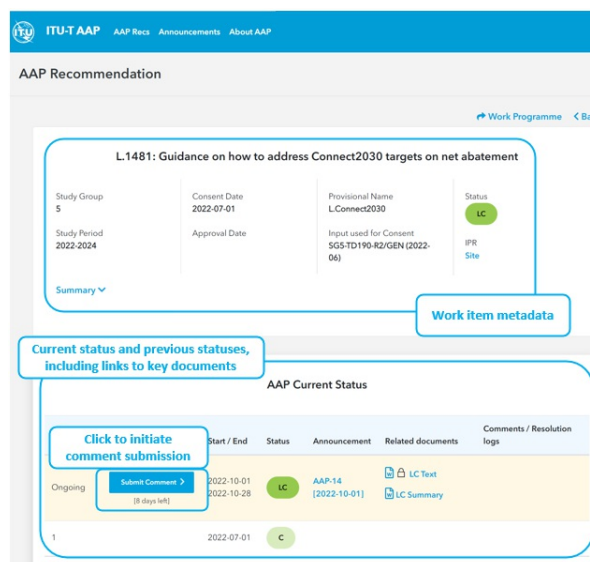 ITU-T AAP AAP Recs Announcements About AAP
AAP Recommendation
Work Programme
L.1481: Guidance on how to address Connect2030 targets on net abatement
Study Group
5
Consent Date
2022-07-01
Provisional Name
L.Connect2030
Status
LC
Study Period
2022-2024
Approval Date
Input used for Consent
SG5-TD190-R2/GEN (2022-
06)
IPR
Site
Summary
Work item metadata
Current status and previous statuses,
including links to key documents
AAP Current Status
Click to initiate
comment submission
Start / End Status Announcement Related documents Comments / Resolution
logs
Ongoing
Submit Comment
[8 days left]
2022-10-01
2022-10-28
LC
AAP-14
[2022-10-01]
LC Text
LC Summary
1 2022-07-01 C